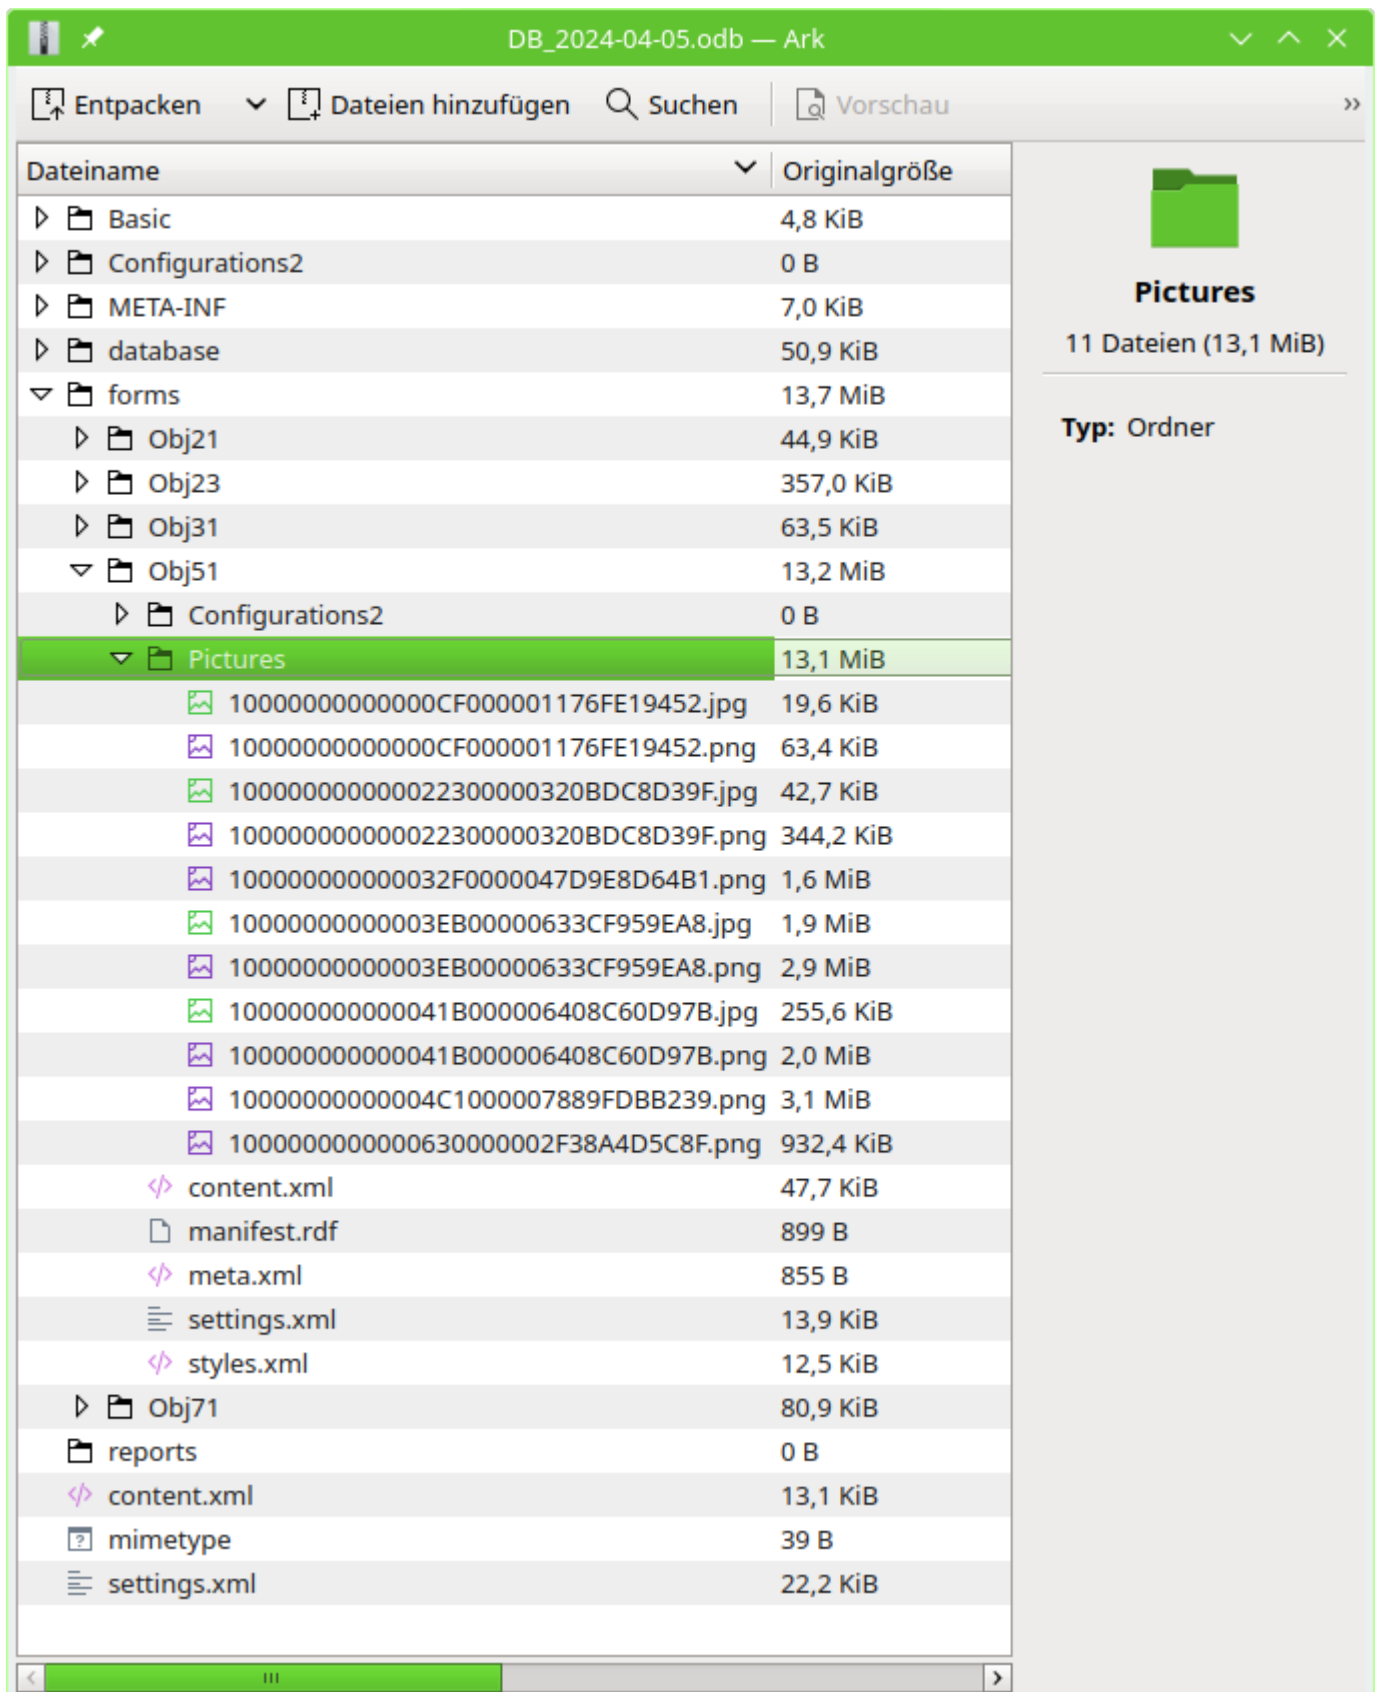 DB_2024-04-05.odb — Ark
Entpacken Dateien hinzufügen Suchen Vorschau »
Dateiname Originalgröße
Basic 4,8 KiB
Configurations2 0 B
META-INF 7,0 KiB
database 50,9 KiB
forms 13,7 MiB
Obj21 44,9 KiB
Obj23 357,0 KiB
Obj31 63,5 KiB
Obj51 13,2 MiB
Configurations2 0 B
Pictures 13,1 MiB
10000000000000CF000001176FE19452.jpg 19,6 KiB
10000000000000CF000001176FE19452.png 63,4 KiB
100000000000022300000320BDC8D39F.jpg 42,7 KiB
100000000000022300000320BDC8D39F.png 344,2 KiB
100000000000032F0000047D9E8D64B1.png 1,6 MiB
10000000000003EB00000633CF959EA8.jpg 1,9 MiB
10000000000003EB00000633CF959EA8.png 2,9 MiB
100000000000041B000006408C60D97B.jpg 255,6 KiB
100000000000041B000006408C60D97B.png 2,0 MiB
10000000000004C1000007889FDBB239.png 3,1 MiB
1000000000000630000002F38A4D5C8F.png 932,4 KiB
content.xml 47,7 KiB
manifest.rdf 899 B
meta.xml 855 B
settings.xml 13,9 KiB
styles.xml 12,5 KiB
Obj71 80,9 KiB
reports 0 B
content.xml 13,1 KiB
mimetype 39 B
settings.xml 22,2 KiB
Pictures
11 Dateien (13,1 MiB)
Typ: Ordner